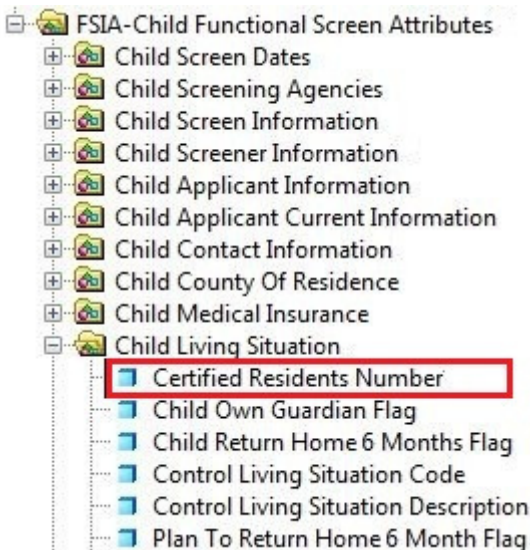 FSIA-Child Functional Screen Attributes
Child Screen Dates
Child Screening Agencies
Child Screen Information
Child Screener Information
Child Applicant Information
Child Applicant Current Information
Child Contact Information
Child County Of Residence
Child Medical Insurance
Child Living Situation
Certified Residents Number
Child Own Guardian Flag
Child Return Home 6 Months Flag
Control Living Situation Code
Control Living Situation Description
Plan To Return Home 6 Month Flag